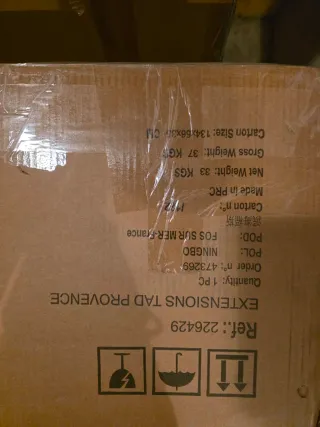 Ref.: 226429
EXTENSIONS TAD PROVENCE
Quantity: 1 PC
Order n°: 473269
POL: NINGBO
POD: FOS SUR MER-France
Carton n°:
Made in PRC
Net Weight: 33 KGS
Gross Weight: 37 KGS
Carton Size: CM